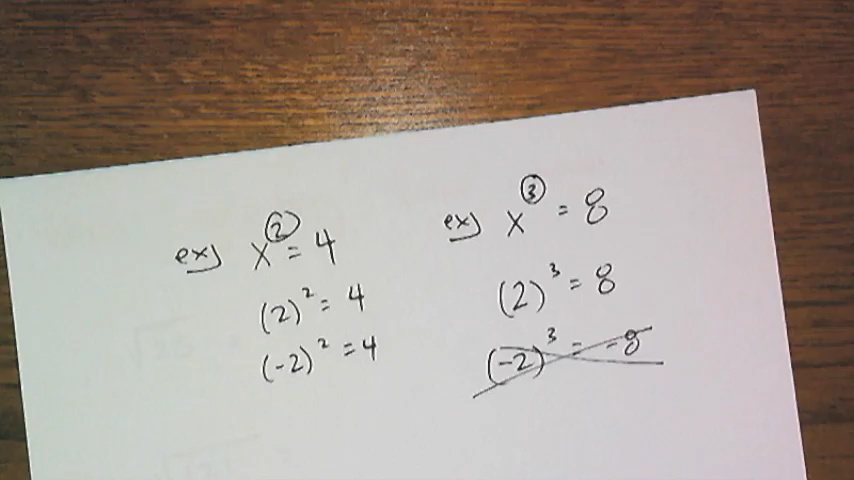 ex) x² = 4
(2)² = 4
(-2)² = 4
ex) x³ = 8
(2)³ = 8
(-2)³ = -8